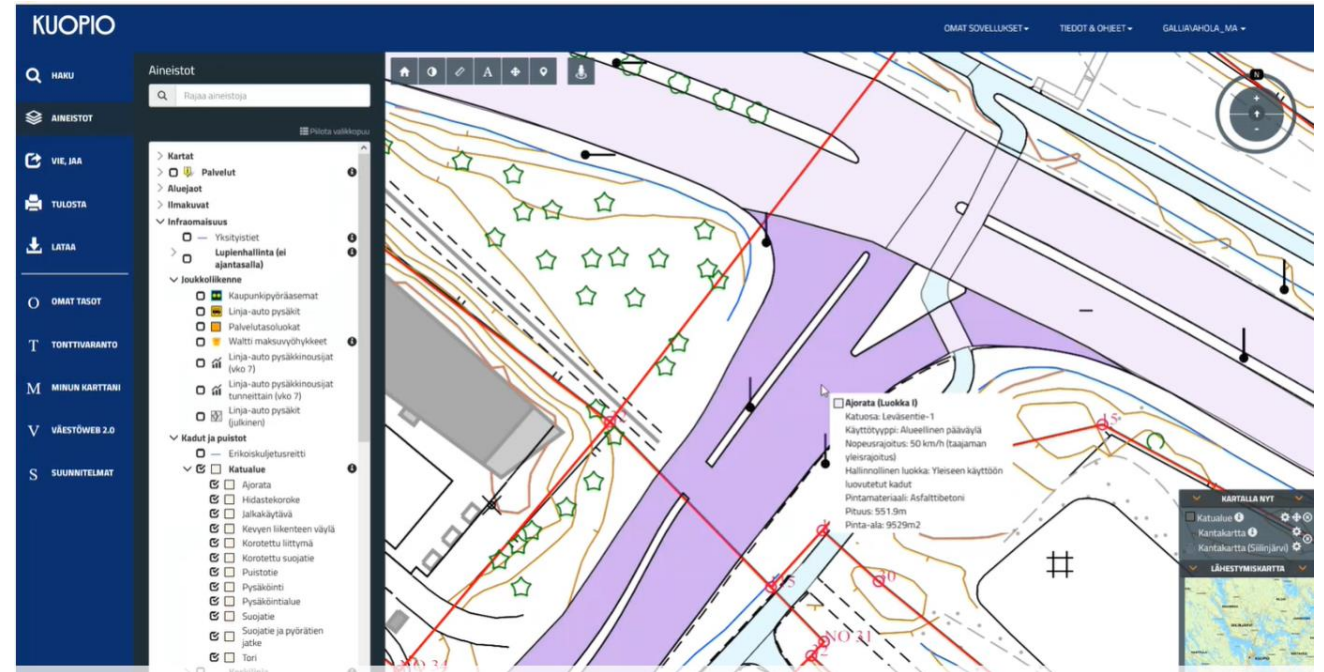 KUOPIO
OMAT SOVELLUKSET
TIEDOT & OHJEET
GALLIA\AHOLA_MA
HAKU
AINEISTOT
VIE, JAA
TULOSTA
LATAA
O OMAT TASOT
T TONTTIVARANTO
M MINUN KARTTANI
V VÄESTÖWEB 2.0
S SUUNNITELMAT
Aineistot
Rajaa aineistoja
Piilota valikkopuu
Kartat
Palvelut
Aluejaot
Ilmakuvat
Infraomaisuus
Yksityistiet
Lupienhallinta (ei
ajantasalla)
Joukkoliikenne
Kaupunkipyöräasemat
Linja-auto pysäkit
Palvelutasoluokat
Waltti maksuvyöhykkeet
Linja-auto pysäkkinousijat
(vko 7)
Linja-auto pysäkkinousijat
tunneittain (vko 7)
Linja-auto pysäkit
(julkinen)
Kadut ja puistot
Erikoiskuljetusreitti
Katualue
Ajorata
Hidastekoroke
Jalkakäytävä
Kevyen liikenteen väylä
Korotettu liittymä
Korotettu suojatie
Puistotie
Pysäköinti
Pysäköintialue
Suojatie
Suojatie ja pyörätien
jatke
Tori
A
N
Ajorata (Luokka I)
Katuosa: Leväsentie-1
Käyttötyyppi: Alueellinen pääväylä
Nopeusrajoitus: 50 km/h (taajaman
yleisrajoitus)
Hallinnollinen luokka: Yleiseen käyttöön
luovutetut kadut
Pintamateriaali: Asfalttibetoni
Pituus: 551.9m
Pinta-ala: 9529m2
NO 31
KARTALLA NYT
Katualue
Kantakartta
Kantakartta (Siilinjärvi)
LÄHESTYMISKARTTA